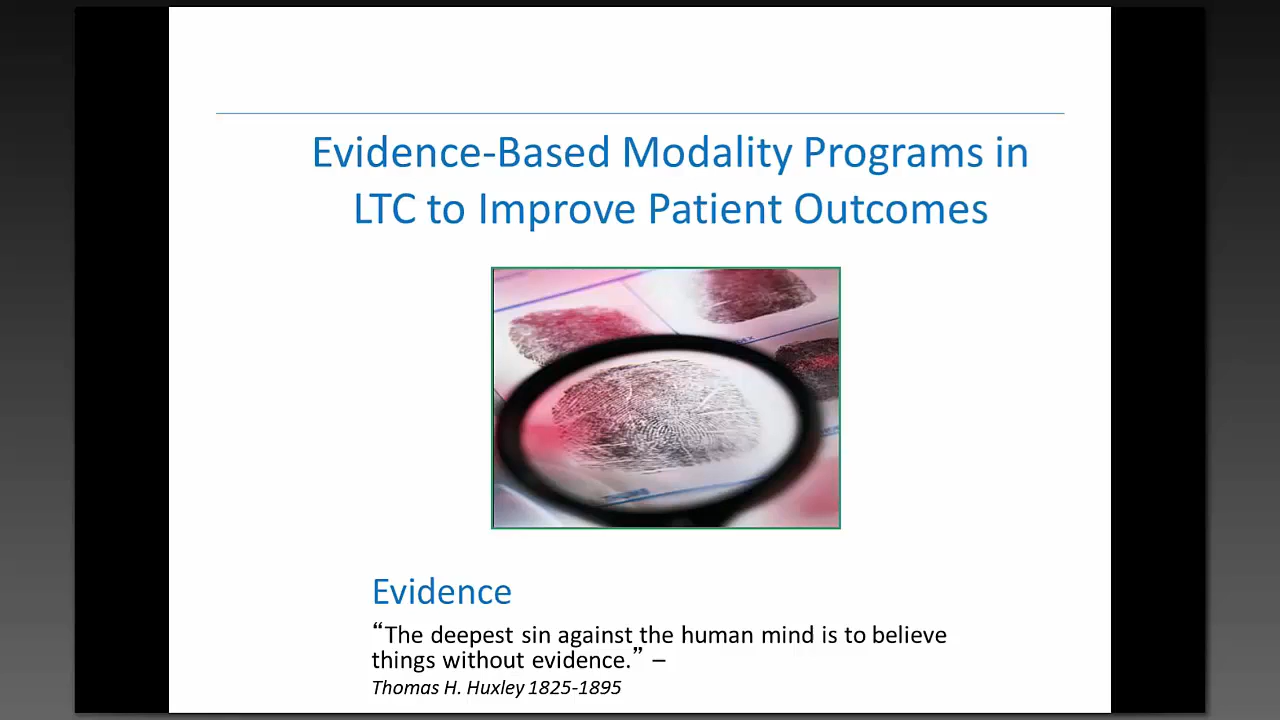 Evidence-Based Modality Programs in
LTC to Improve Patient Outcomes
Evidence
“The deepest sin against the human mind is to believe
things without evidence.” –
Thomas H. Huxley 1825-1895